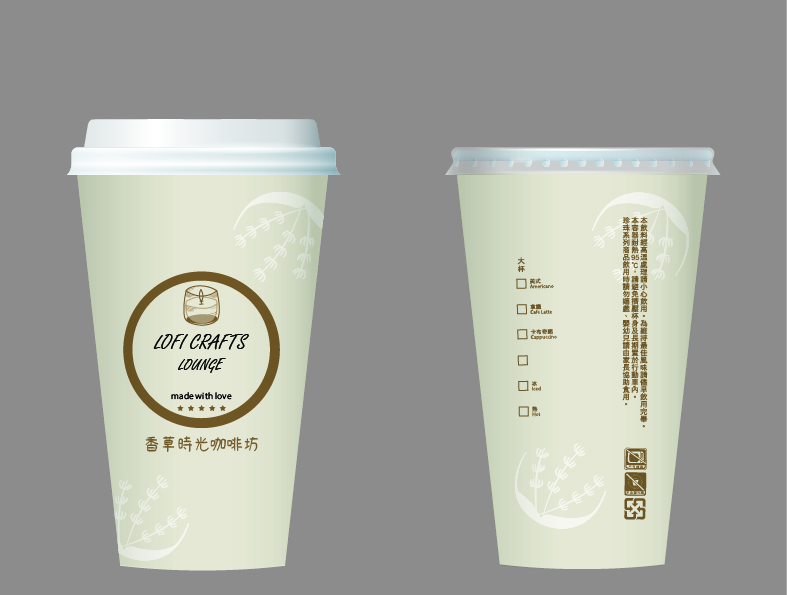 LOFI CRAFTS
LOUNGE
made with love
香草時光咖啡坊
大杯
美式
Americano
拿鐵
Cafe Latte
卡布奇諾
Cappuccino
冰
Iced
熱
Hot
本飲料經高溫處理請小心飲用。為維持最佳風味請儘早飲用完畢。
本容器耐熱95℃。請避免擠壓杯身及長期置於行動車內。
珍珠系列商品飲用時請勿嬉戲、嬰幼兒請由家長協助食用。